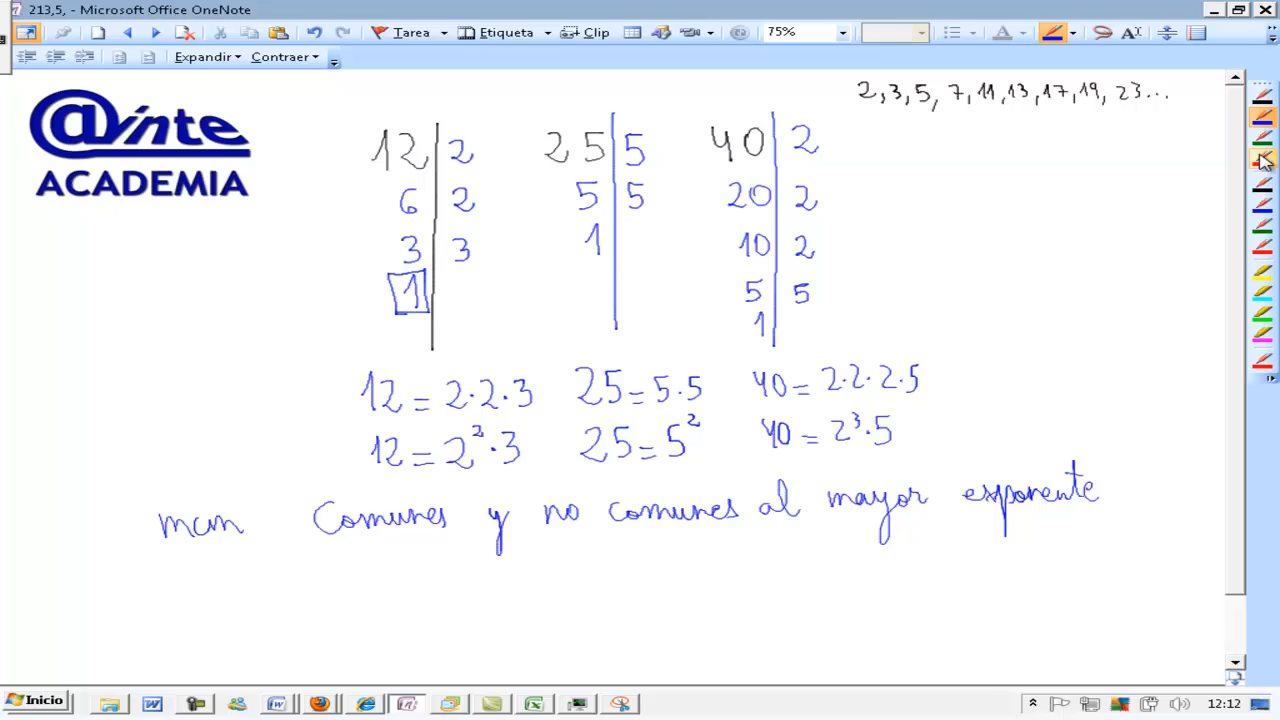 213,5, - Microsoft Office OneNote
Tarea Etiqueta Clip 75%
Expandir Contraer
2,3,5, 7,11,13,17,19, 23...
@inte
ACADEMIA
12 2 25 5 40 2
6 2 5 5 20 2
3 3 1 10 2
1 5 5
1
12 = 2·2·3 25 = 5·5 40 = 2·2·2·5
12 = 2²·3 25 = 5² 40 = 2³·5
mcm Comunes y no comunes al mayor exponente
Inicio 12:12